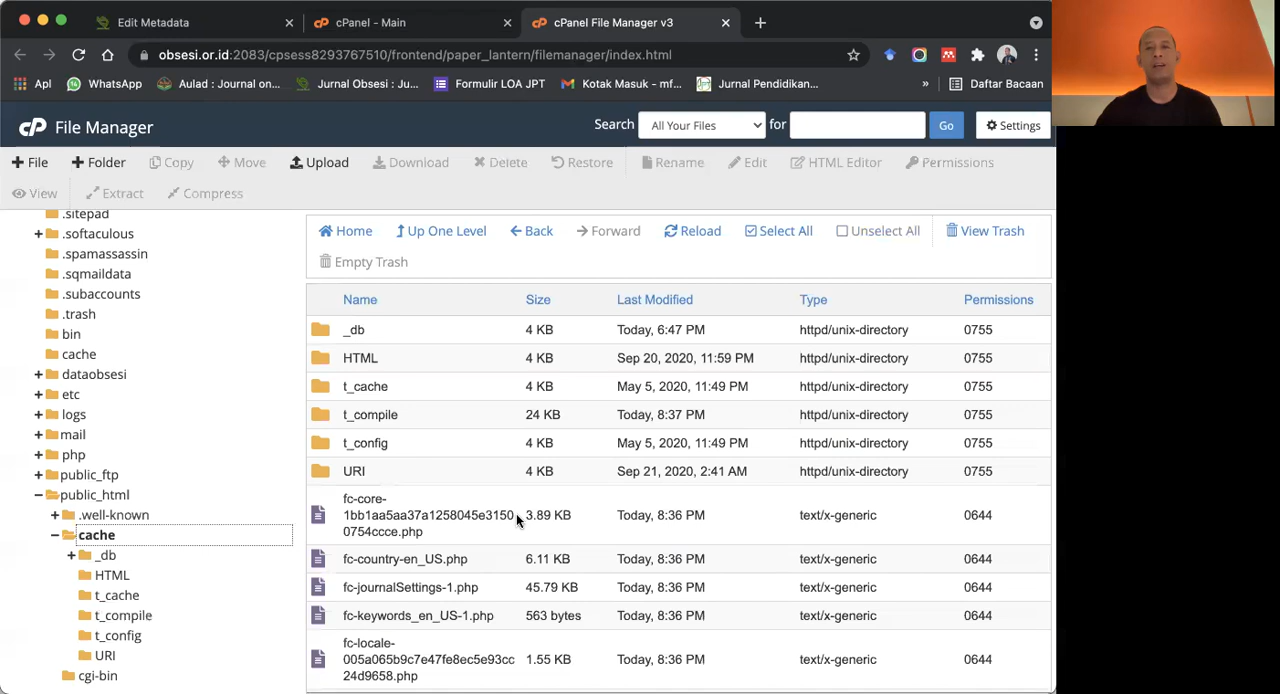 Edit Metadata
cPanel - Main
cPanel File Manager v3
obsesi.or.id:2083/cpsess8293767510/frontend/paper_lantern/filemanager/index.html
Apl
WhatsApp
Aulad : Journal on...
Jurnal Obsesi : Ju...
Formulir LOA JPT
Kotak Masuk - mf...
Jurnal Pendidikan...
»
Daftar Bacaan
cP File Manager
Search
All Your Files
for
Go
Settings
+ File
+ Folder
Copy
Move
Upload
Download
Delete
Restore
Rename
Edit
HTML Editor
Permissions
View
Extract
Compress
.sitepad
.softaculous
.spamassassin
.sqmaildata
.subaccounts
.trash
bin
cache
dataobsesi
etc
logs
mail
php
public_ftp
public_html
.well-known
cache
_db
HTML
t_cache
t_compile
t_config
URI
cgi-bin
Home
Up One Level
Back
Forward
Reload
Select All
Unselect All
View Trash
Empty Trash
Name Size Last Modified Type Permissions
_db 4 KB Today, 6:47 PM httpd/unix-directory 0755
HTML 4 KB Sep 20, 2020, 11:59 PM httpd/unix-directory 0755
t_cache 4 KB May 5, 2020, 11:49 PM httpd/unix-directory 0755
t_compile 24 KB Today, 8:37 PM httpd/unix-directory 0755
t_config 4 KB May 5, 2020, 11:49 PM httpd/unix-directory 0755
URI 4 KB Sep 21, 2020, 2:41 AM httpd/unix-directory 0755
fc-core-
1bb1aa5aa37a1258045e3150 3.89 KB Today, 8:36 PM text/x-generic 0644
0754ccce.php
fc-country-en_US.php 6.11 KB Today, 8:36 PM text/x-generic 0644
fc-journalSettings-1.php 45.79 KB Today, 8:36 PM text/x-generic 0644
fc-keywords_en_US-1.php 563 bytes Today, 8:36 PM text/x-generic 0644
fc-locale-
005a065b9c7e47fe8ec5e93cc 1.55 KB Today, 8:36 PM text/x-generic 0644
24d9658.php